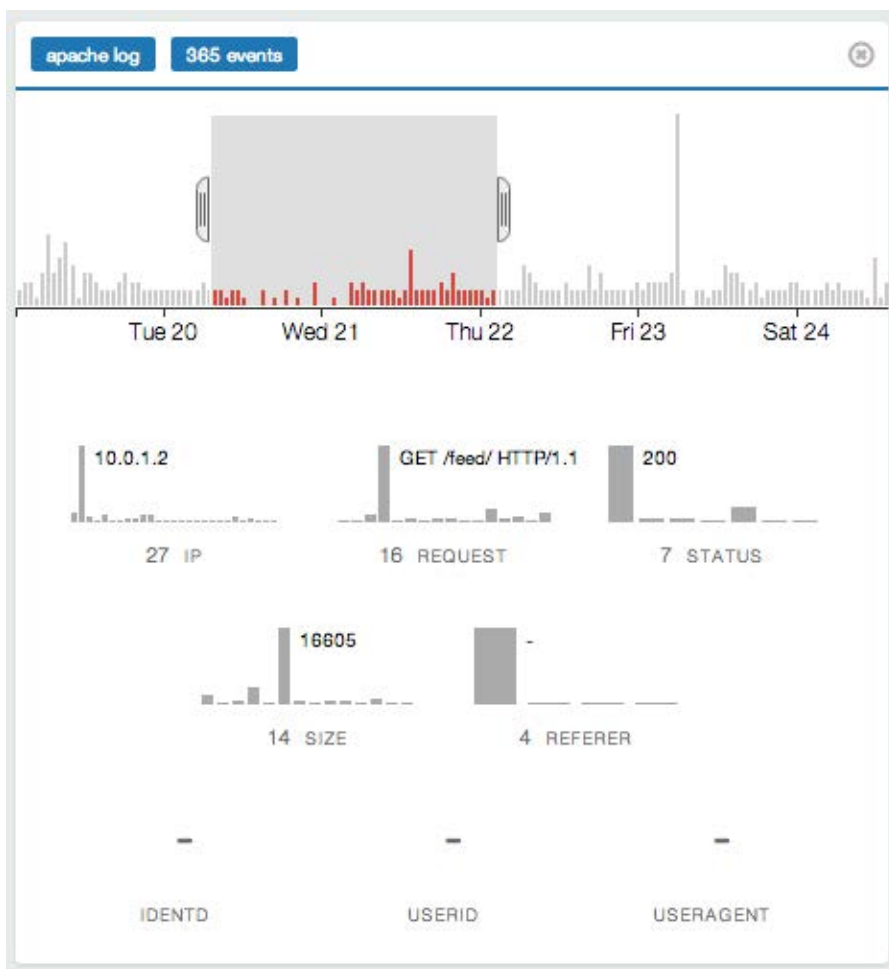 apache log 365 events
Tue 20 Wed 21 Thu 22 Fri 23 Sat 24
10.0.1.2 GET /feed/ HTTP/1.1 200
27 IP 16 REQUEST 7 STATUS
16605 -
14 SIZE 4 REFERER
- - -
IDENTD USERID USERAGENT